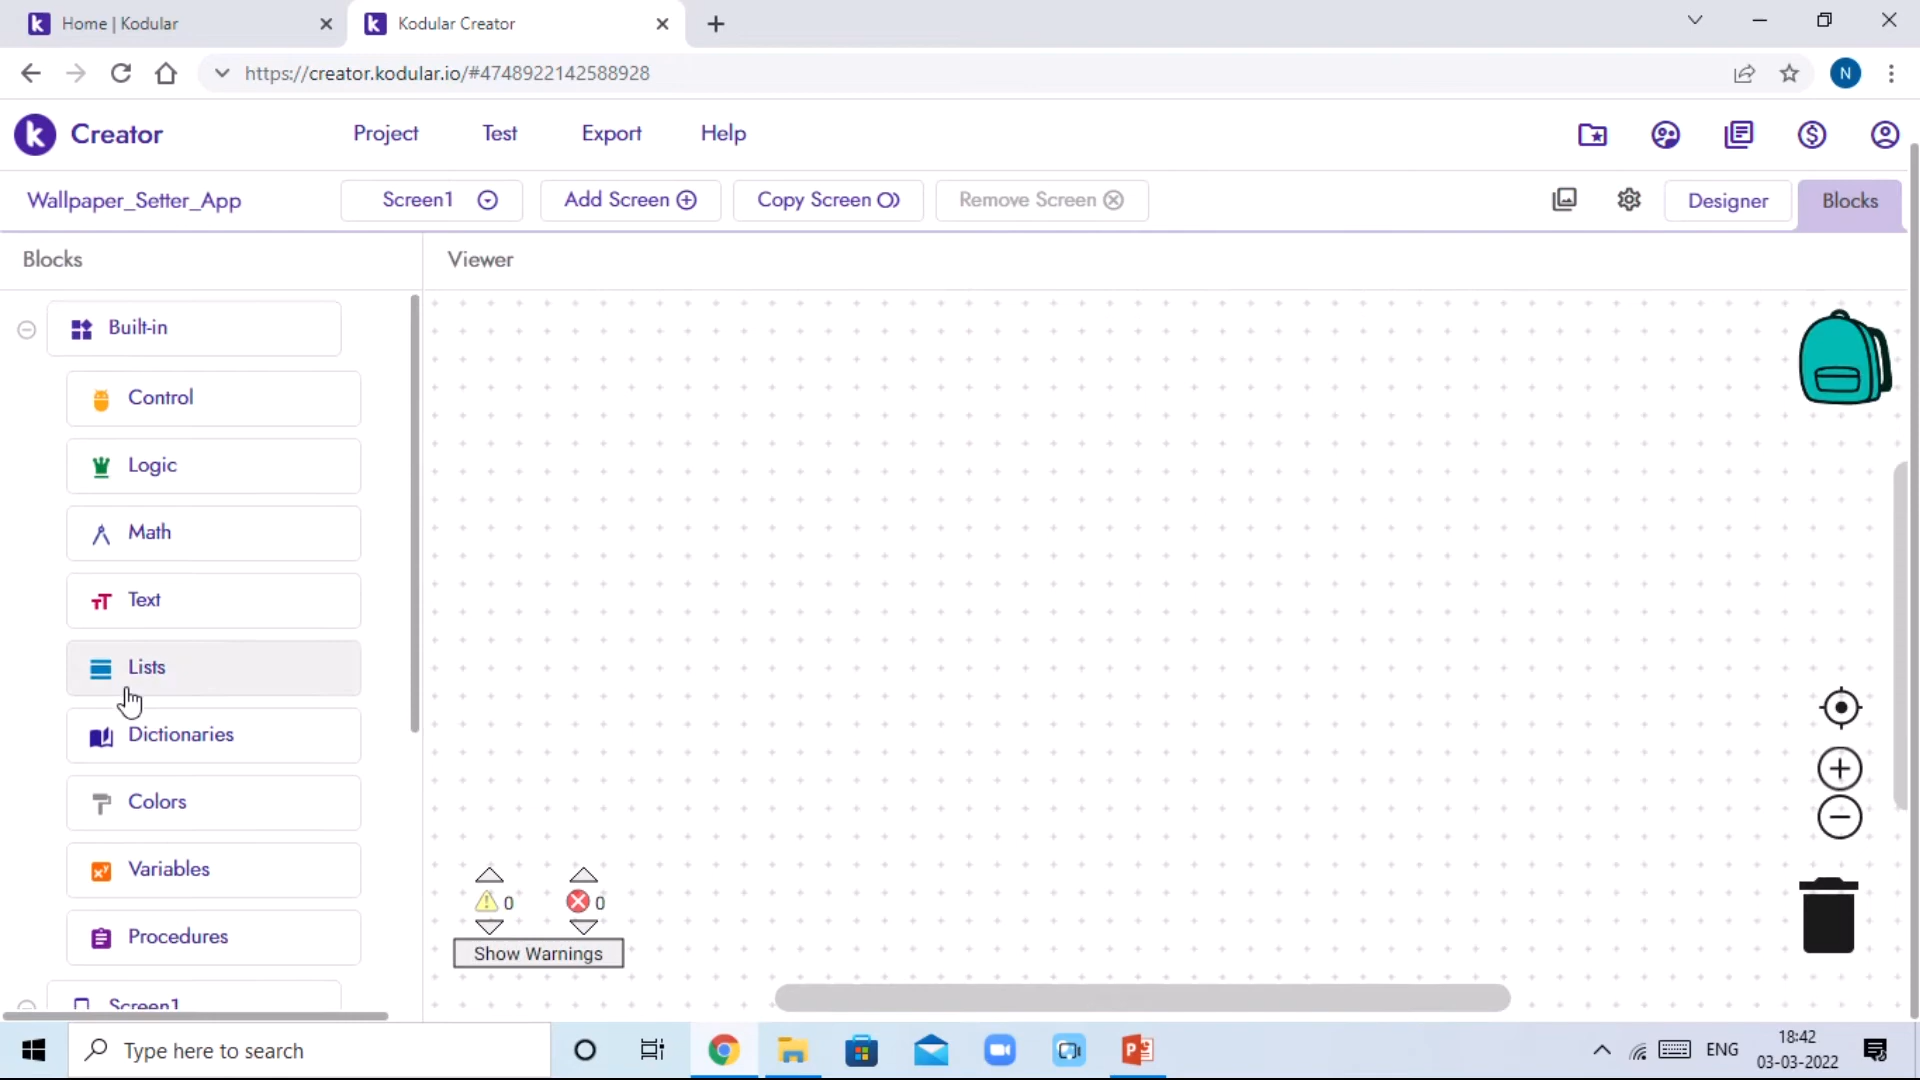 Home | Kodular
Kodular Creator
https://creator.kodular.io/#4748922142588928
N
k Creator
Project
Test
Export
Help
Wallpaper_Setter_App
Screen1
Add Screen
Copy Screen
Remove Screen
Designer
Blocks
Blocks
Viewer
Built-in
Control
Logic
Math
Text
Lists
Dictionaries
Colors
Variables
Procedures
Screen1
0
0
Show Warnings
Type here to search
ENG
18:42
03-03-2022